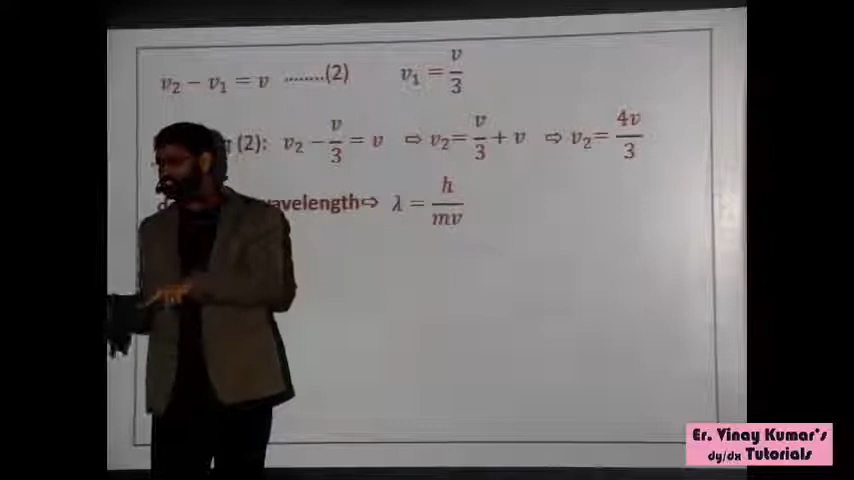 v₂ − v₁ = v ........(2) v₁ = v/3
(2): v₂ − v/3 = v ⇨ v₂= v/3 + v ⇨ v₂= 4v/3
wavelength⇨ λ = h/mv
Er. Vinay Kumar's
dy/dx Tutorials